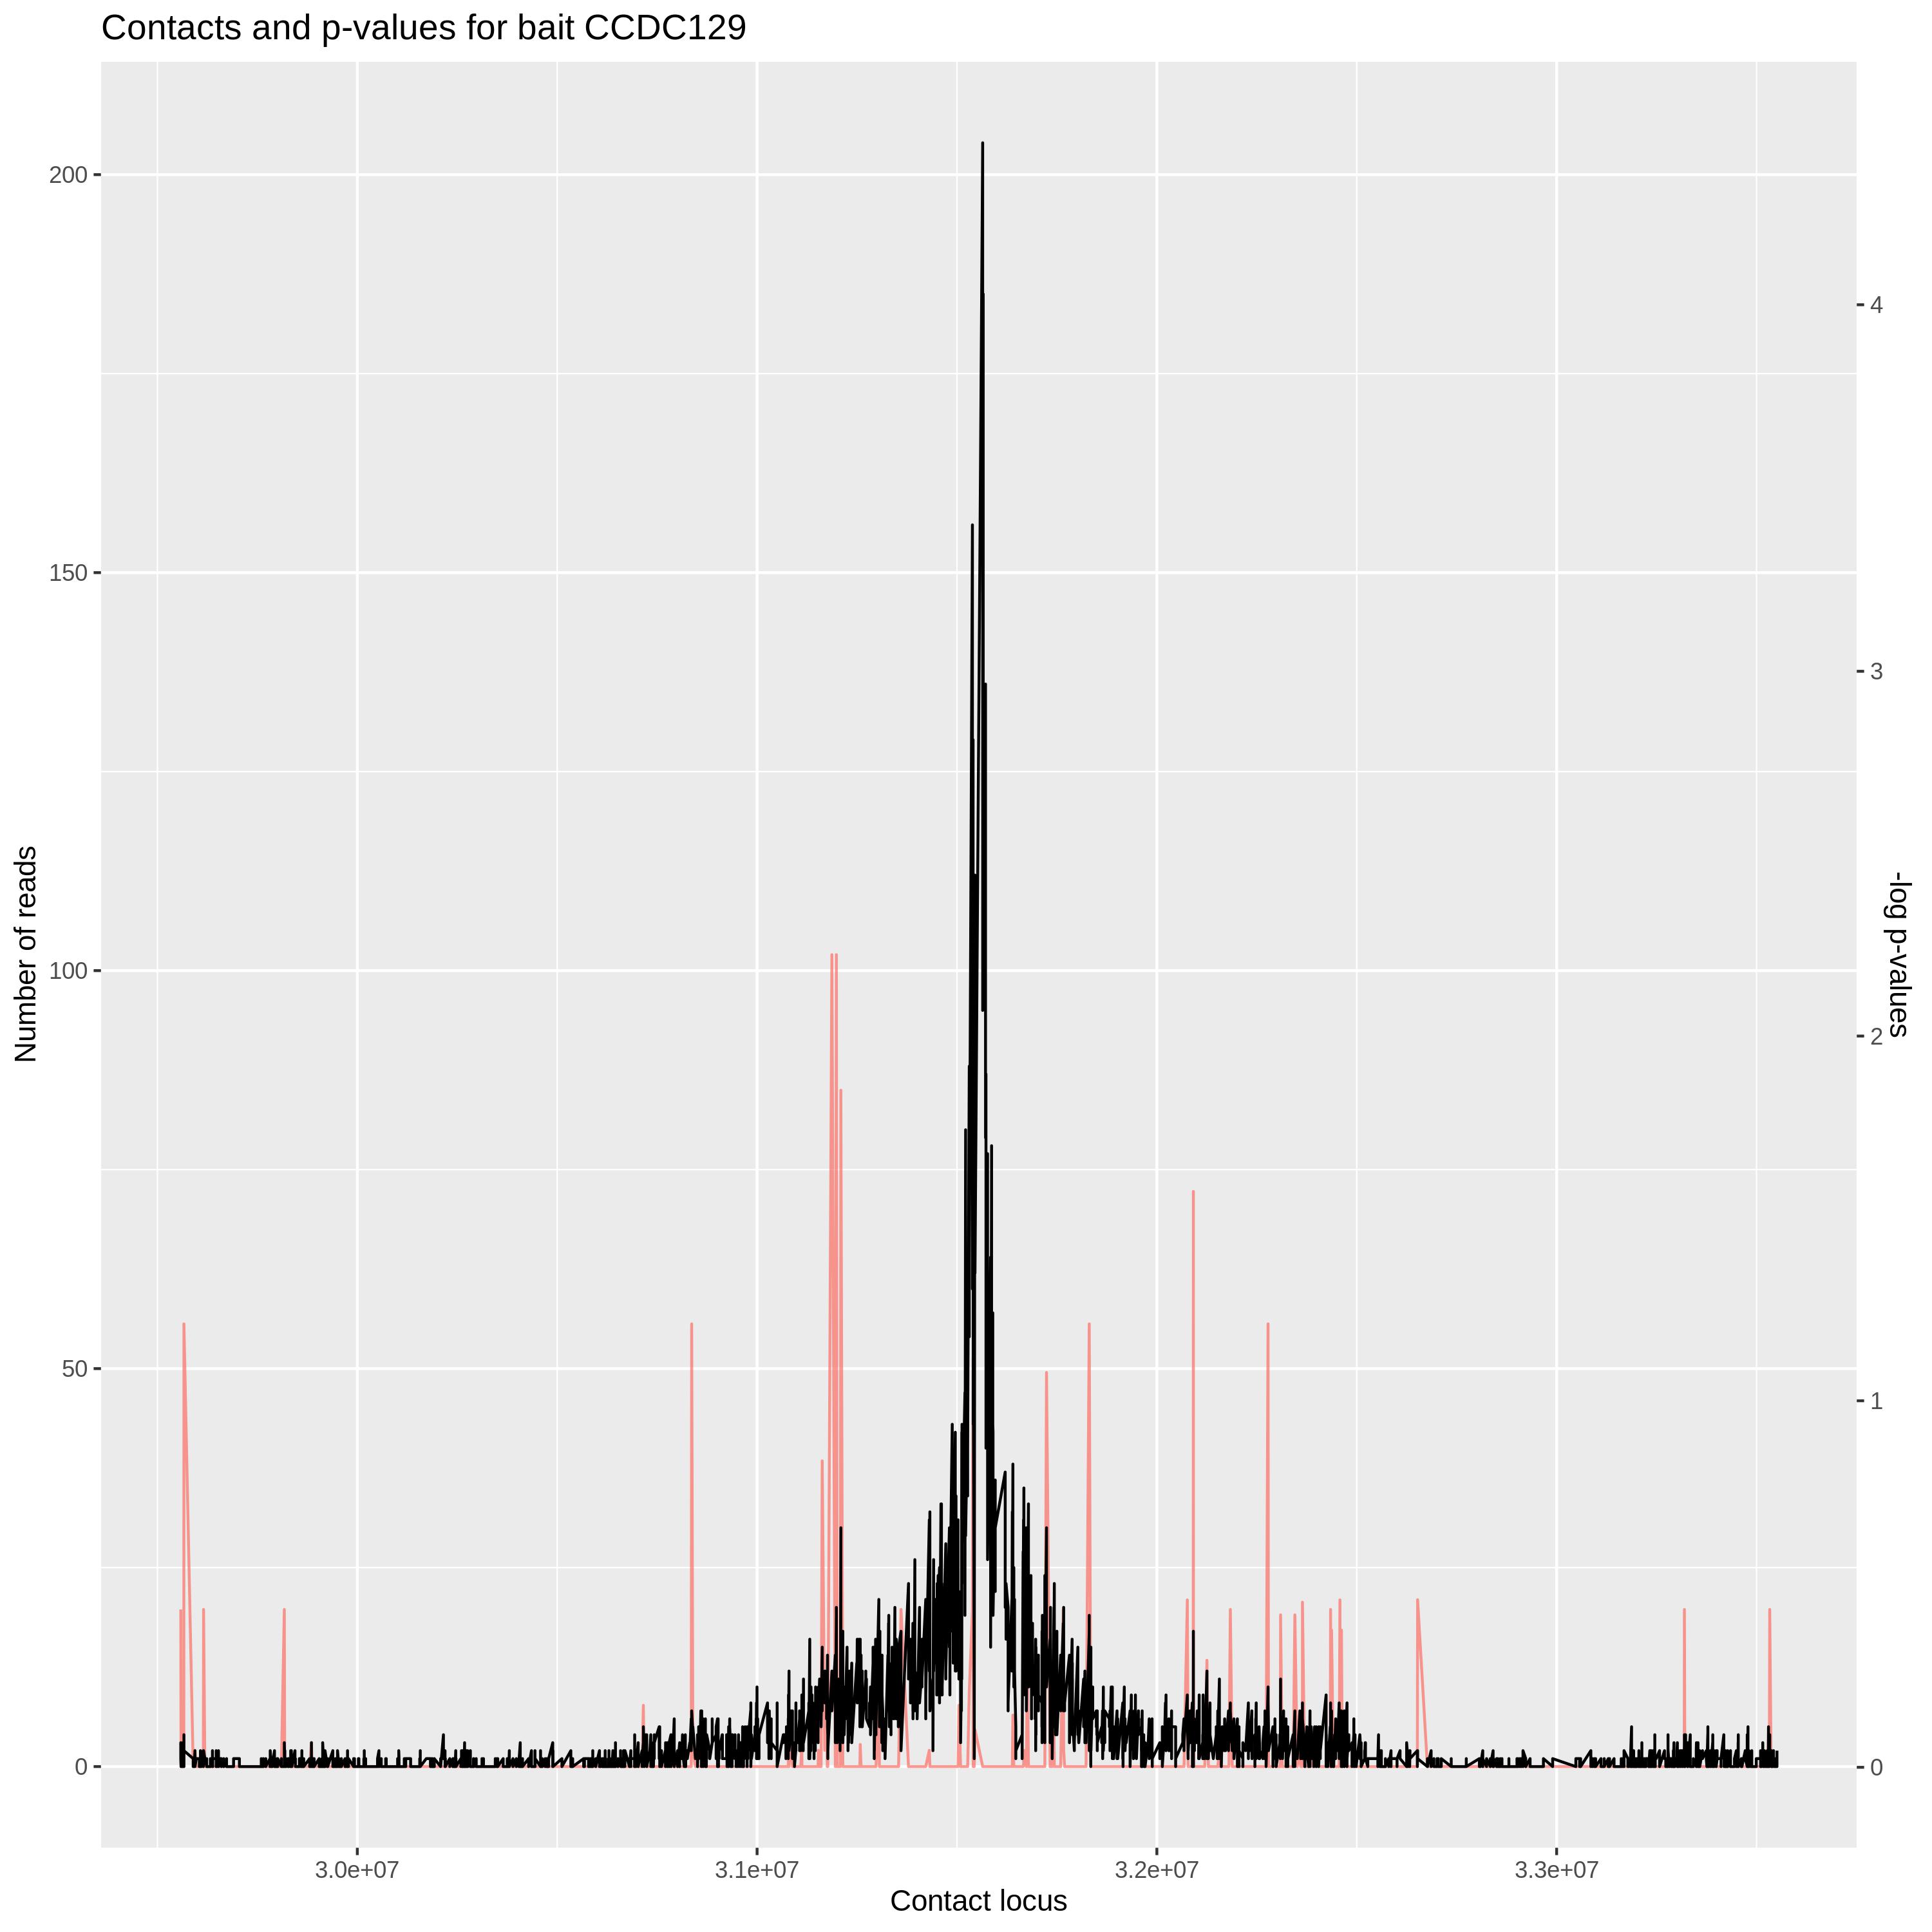 Contacts and p-values for bait CCDC129
200
150
100
50
0
Number of reads
4
3
2
1
0
-log p-values
3.0e+07
3.1e+07
3.2e+07
3.3e+07
Contact locus